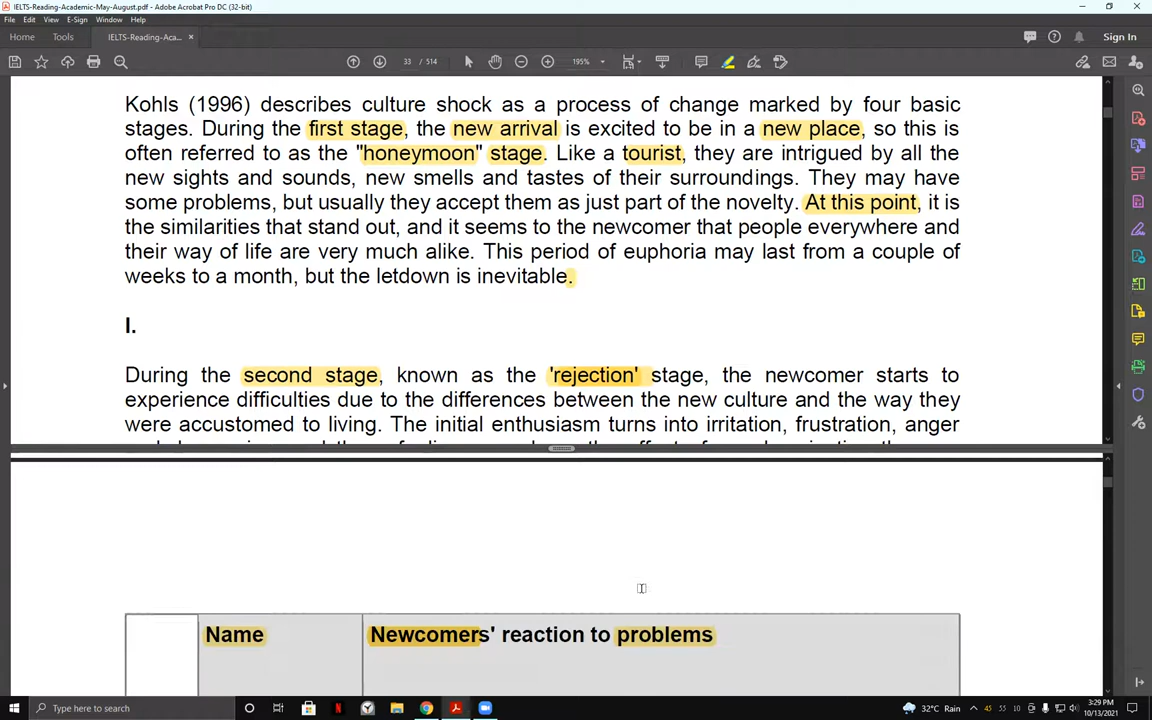 IELTS-Reading-Academic-May-August.pdf - Adobe Acrobat Pro DC (32-bit)
File Edit View E-Sign Window Help
Home Tools IELTS-Reading-Aca... × Sign In
33 / 514 195%
Kohls (1996) describes culture shock as a process of change marked by four basic
stages. During the first stage, the new arrival is excited to be in a new place, so this is
often referred to as the "honeymoon" stage. Like a tourist, they are intrigued by all the
new sights and sounds, new smells and tastes of their surroundings. They may have
some problems, but usually they accept them as just part of the novelty. At this point, it is
the similarities that stand out, and it seems to the newcomer that people everywhere and
their way of life are very much alike. This period of euphoria may last from a couple of
weeks to a month, but the letdown is inevitable.
I.
During the second stage, known as the 'rejection' stage, the newcomer starts to
experience difficulties due to the differences between the new culture and the way they
were accustomed to living. The initial enthusiasm turns into irritation, frustration, anger
Name Newcomers' reaction to problems
Type here to search 32°C Rain 45 55 10 3:29 PM
10/13/2021